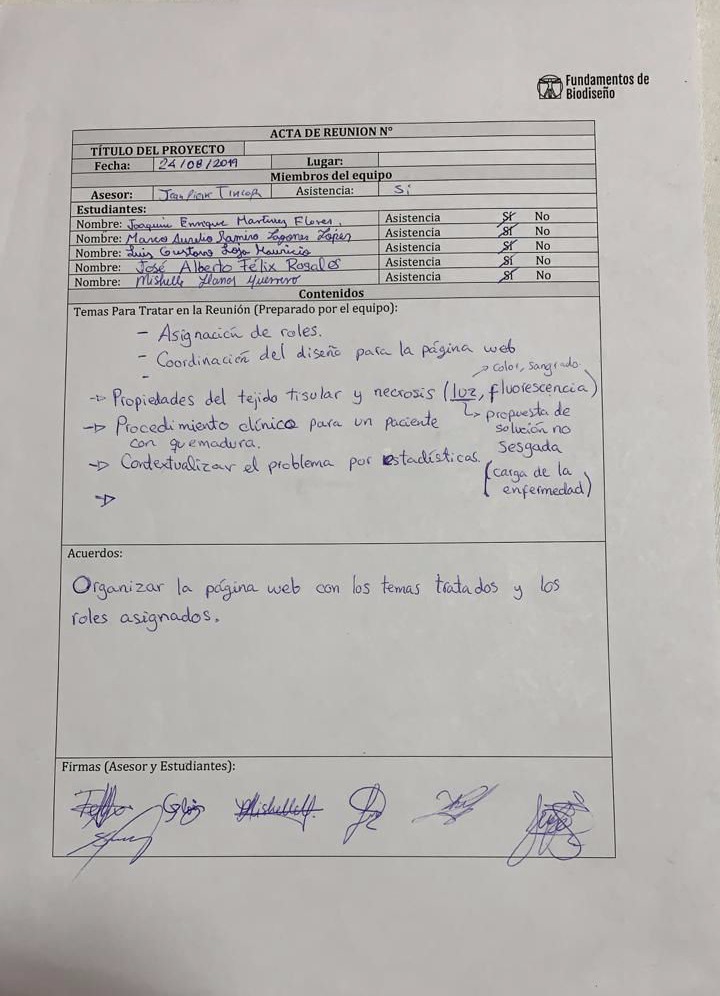 Fundamentos de
Biodiseño
ACTA DE REUNION N°
TÍTULO DEL PROYECTO
Fecha: 24/08/2019 Lugar:
Miembros del equipo
Asesor: Jean Pierre Tincopa Asistencia: Sí
Estudiantes:
Nombre: Joaquin Enrique Martinez Flores. Asistencia Sí No
Nombre: Marco Aurelio Ramiro Lagones López Asistencia Sí No
Nombre: Luis Gustavo Loja Mauricio Asistencia Sí No
Nombre: José Alberto Félix Rosales Asistencia Sí No
Nombre: Mishelle Llanos Guerrero Asistencia Sí No
Contenidos
Temas Para Tratar en la Reunión (Preparado por el equipo):
- Asignación de roles.
- Coordinación del diseño para la página web
-
color, sangrado
→ Propiedades del tejido tisular y necrosis (luz, fluorescencia)
→ Procedimiento clínico para un paciente
con quemadura.
→ propuesta de
solución no
sesgada
→ Contextualizar el problema por estadísticas.
(carga de la
enfermedad)
→
Acuerdos:
Organizar la página web con los temas tratados y los
roles asignados.
Firmas (Asesor y Estudiantes):